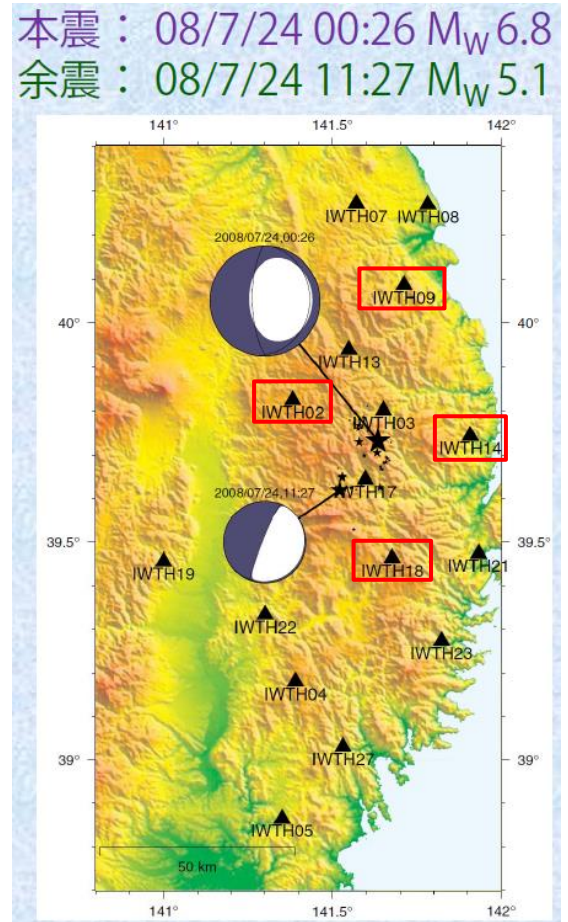 本震： 08/7/24 00:26 MW 6.8
余震： 08/7/24 11:27 MW 5.1
141° 141.5° 142°
IWTH07 IWTH08
2008/07/24,00:26
IWTH09
40° 40°
IWTH13
IWTH02 IWTH03
IWTH14
IWTH17
2008/07/24,11:27
39.5° 39.5°
IWTH19 IWTH18 IWTH21
IWTH22
IWTH23
IWTH04
39° IWTH27 39°
IWTH05
50 km
141° 141.5° 142°